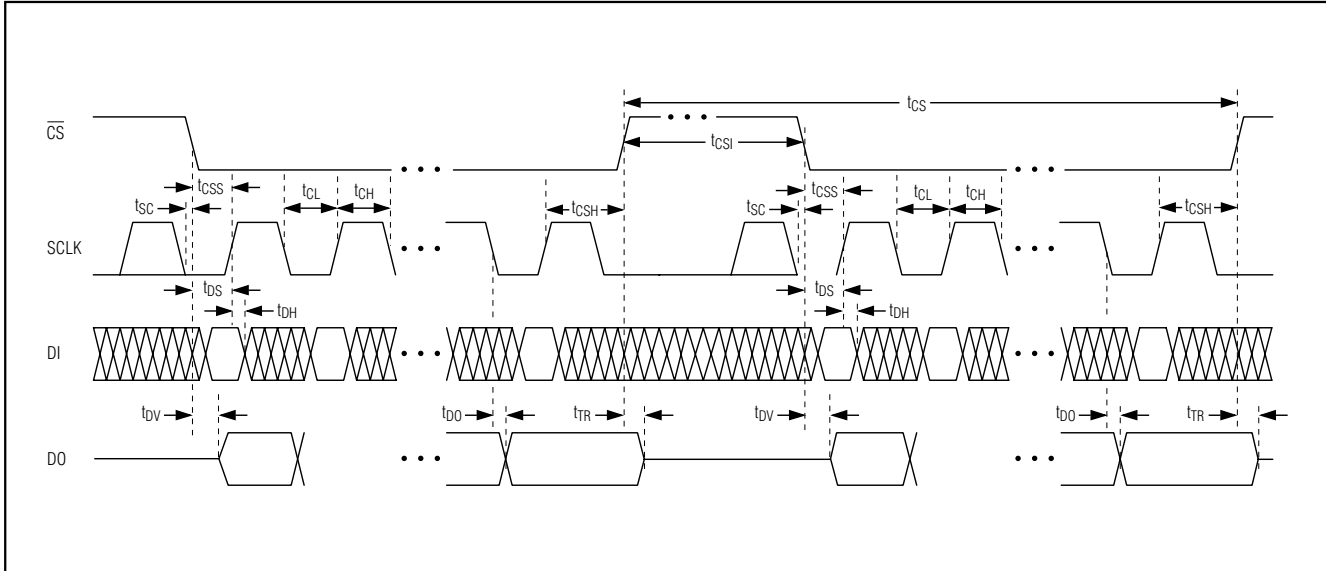 tCS
CS
tCSI
tCSS tCL tCH tCSS tCL tCH
tSC tCSH tSC tCSH
SCLK
tDS tDS
tDH tDH
DI
tDV tDO tTR tDV tDO tTR
DO